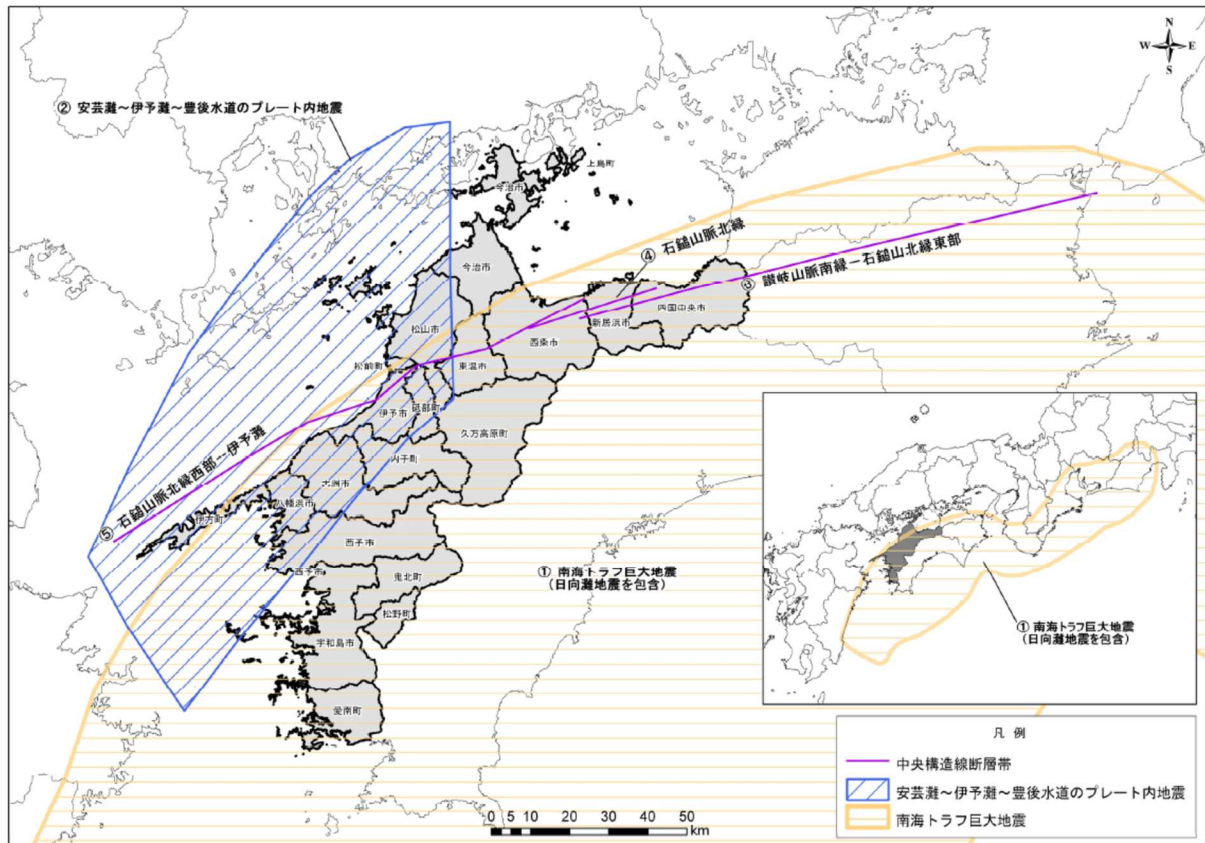 N
W E
S
② 安芸灘～伊予灘～豊後水道のプレート内地震
上島町
今治市
今治市
④ 石鎚山脈北縁
③ 讃岐山脈南縁－石鎚山脈北縁東部
四国中央市
新居浜市
西条市
松山市
東温市
松前町
伊予市
砥部町
久万高原町
内子町
大洲市
⑤ 石鎚山脈北縁西部－伊予灘
八幡浜市
伊方町
西予市
西予市
鬼北町
松野町
宇和島市
愛南町
① 南海トラフ巨大地震
（日向灘地震を包含）
① 南海トラフ巨大地震
（日向灘地震を包含）
凡 例
中央構造線断層帯
安芸灘～伊予灘～豊後水道のプレート内地震
南海トラフ巨大地震
0 5 10 20 30 40 50
km